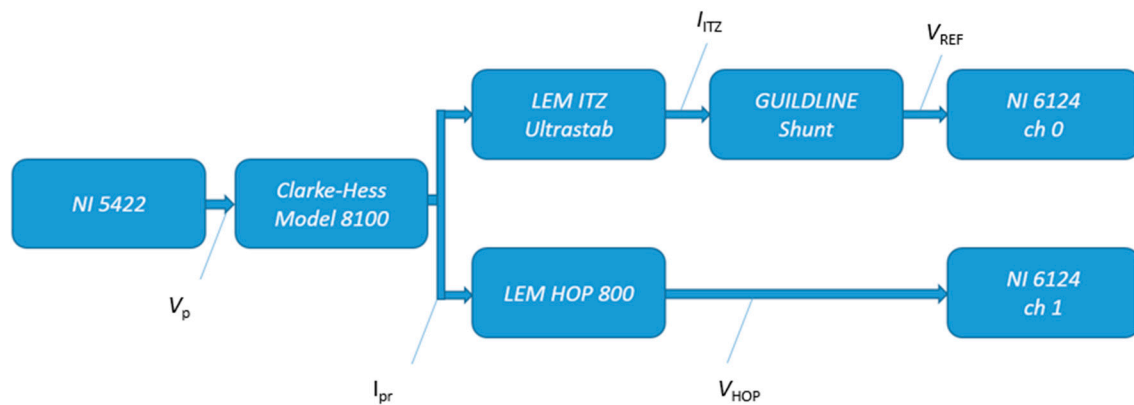 I_ITZ
V_REF
LEM ITZ
Ultrastab
GUILDLINE
Shunt
NI 6124
ch 0
NI 5422
Clarke-Hess
Model 8100
LEM HOP 800
NI 6124
ch 1
V_p
I_pr
V_HOP